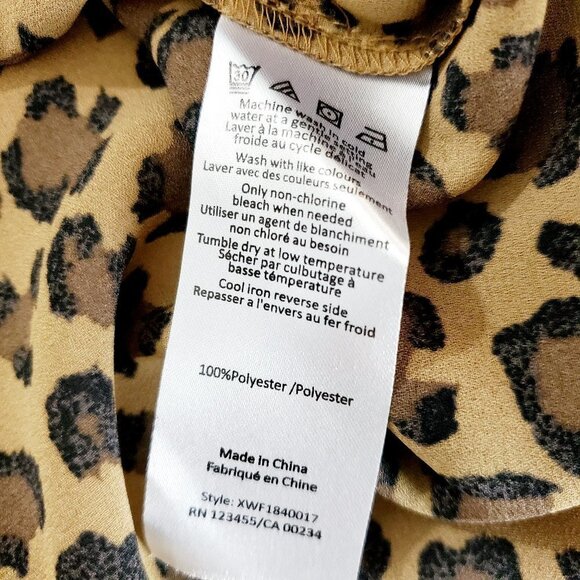 30
Machine wash in cold
water at a gentle spring
Laver à la machine à l'eau
froide au cycle délicat
Wash with like colours
Laver avec des couleurs seulement
Only non-chlorine
bleach when needed
Utiliser un agent de blanchiment
non chloré au besoin
Tumble dry at low temperature
Sécher par culbutage à
basse température
Cool iron reverse side
Repasser a l'envers au fer froid
100%Polyester /Polyester
Made in China
Fabriqué en Chine
Style: XWF1840017
RN 123455/CA 00234